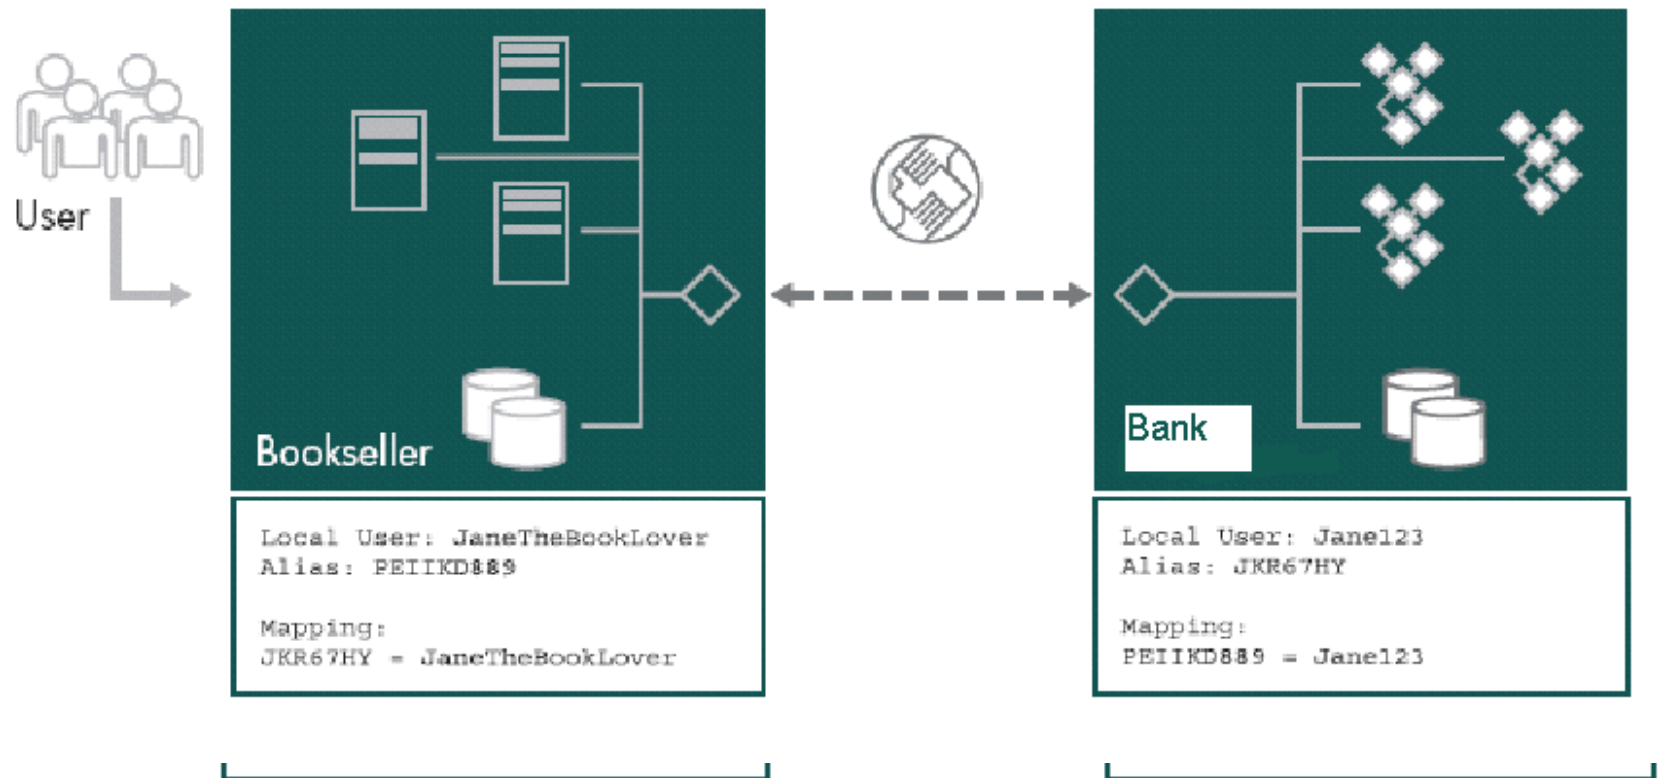 User
Bookseller
Bank
Local User: JaneTheBookLover
Alias: PEIIKD889
Mapping:
JKR67HY = JaneTheBookLover
Local User: Jane123
Alias: JKR67HY
Mapping:
PEIIKD889 = Jane123